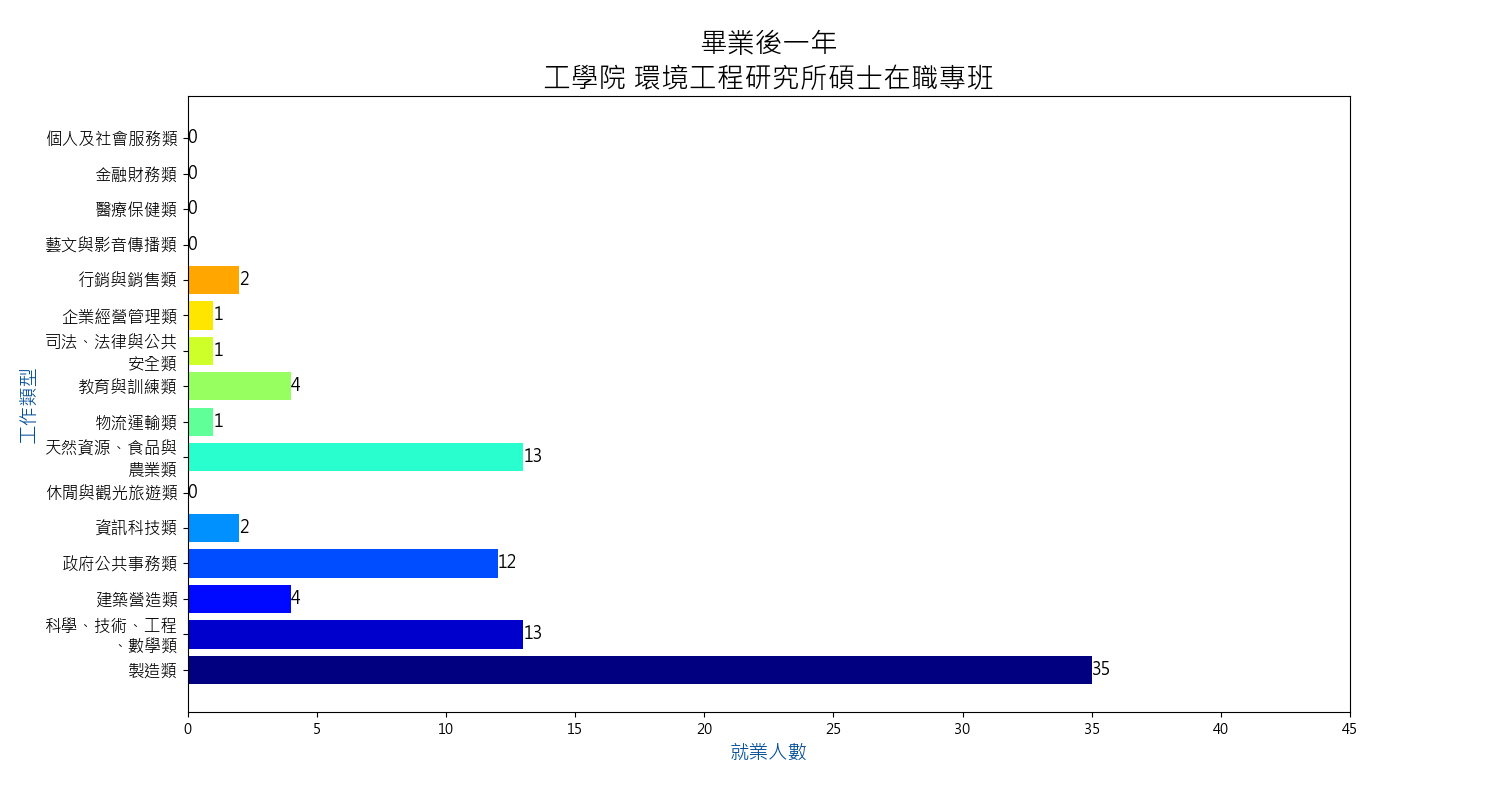 畢業後一年
工學院 環境工程研究所碩士在職專班
個人及社會服務類 0
金融財務類 0
醫療保健類 0
藝文與影音傳播類 0
行銷與銷售類 2
企業經營管理類 1
司法、法律與公共
安全類 1
教育與訓練類 4
物流運輸類 1
天然資源、食品與
農業類 13
休閒與觀光旅遊類 0
資訊科技類 2
政府公共事務類 12
建築營造類 4
科學、技術、工程
、數學類 13
製造類 35
工作類型
0 5 10 15 20 25 30 35 40 45
就業人數